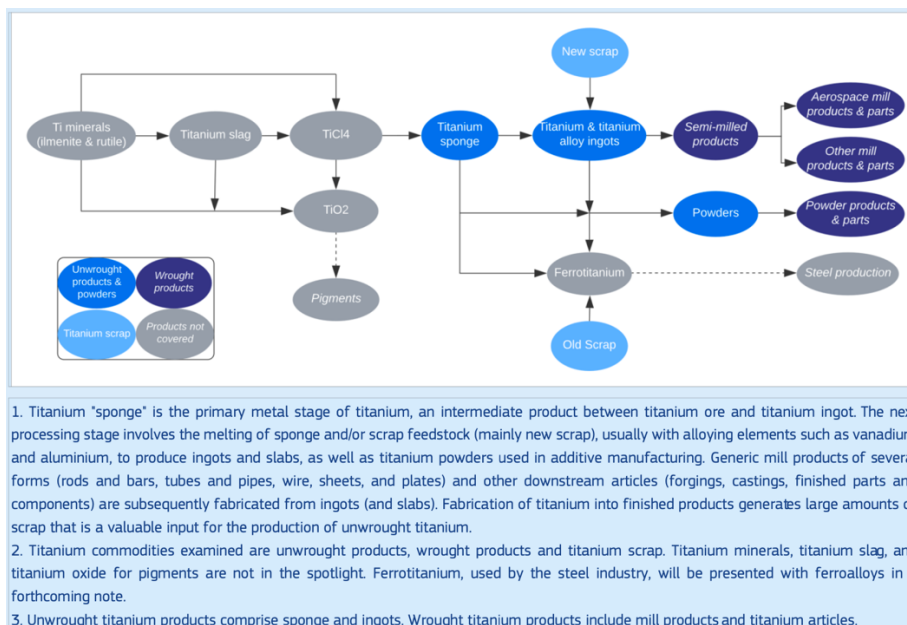 New scrap
Ti minerals
(ilmenite & rutile)
Titanium slag
TiCl4
Titanium
sponge
Titanium & titanium
alloy ingots
Semi-milled
products
Aerospace mill
products & parts
Other mill
products & parts
TiO2
Powders
Powder products
& parts
Unwrought
products &
powders
Wrought
products
Titanium scrap
Products not
covered
Pigments
Ferrotitanium
Steel production
Old Scrap
1. Titanium "sponge" is the primary metal stage of titanium, an intermediate product between titanium ore and titanium ingot. The
processing stage involves the melting of sponge and/or scrap feedstock (mainly new scrap), usually with alloying elements such as
and aluminium, to produce ingots and slabs, as well as titanium powders used in additive manufacturing. Generic mill products of
forms (rods and bars, tubes and pipes, wire, sheets, and plates) and other downstream articles (forgings, castings, finished parts
components) are subsequently fabricated from ingots (and slabs). Fabrication of titanium into finished products generates large amounts
scrap that is a valuable input for the production of unwrought titanium.
2. Titanium commodities examined are unwrought products, wrought products and titanium scrap. Titanium minerals, titanium slag,
titanium oxide for pigments are not in the spotlight. Ferrotitanium, used by the steel industry, will be presented with ferroalloys in
forthcoming note.
3. Unwrought titanium products comprise sponge and ingots. Wrought titanium products include mill products and titanium articles.